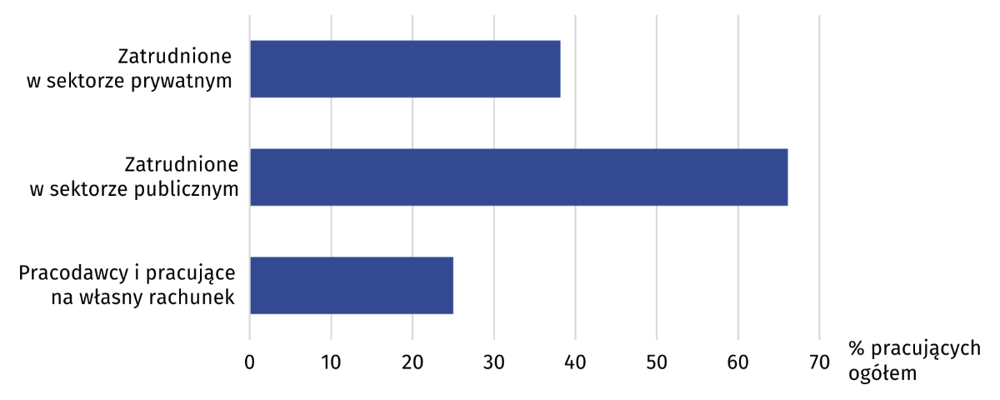 Zatrudnione
w sektorze prywatnym
Zatrudnione
w sektorze publicznym
Pracodawcy i pracujące
na własny rachunek
0 10 20 30 40 50 60 70
% pracujących
ogółem